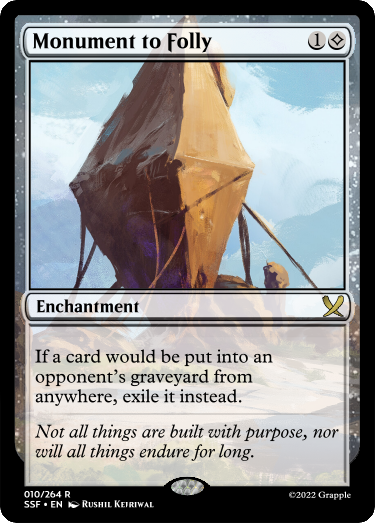 Monument to Folly 1
Enchantment
If a card would be put into an
opponent's graveyard from
anywhere, exile it instead.
Not all things are built with purpose, nor
will all things endure for long.
010/264 R
SSF • EN Rushil Kejriwal
©2022 Grapple